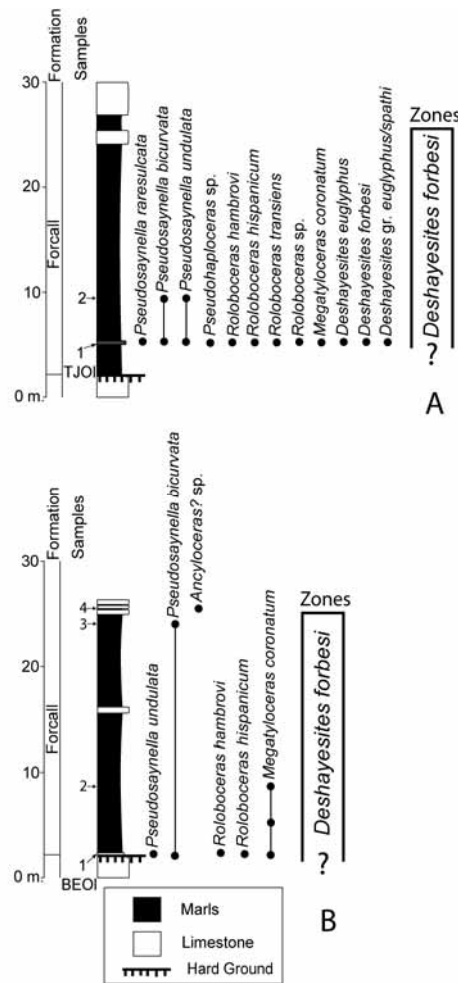 Formation
Samples
30
20
10
0 m.
Forcall
2
1
TJOI
Pseudosaynella raresulcata
Pseudosaynella bicurvata
Pseudosaynella undulata
Pseudohaploceras sp.
Roloboceras hambrovi
Roloboceras hispanicum
Roloboceras transiens
Roloboceras sp.
Megatyloceras coronatum
Deshayesites euglyphus
Deshayesites forbesi
Deshayesites gr. euglyphus/spathi
Zones
Deshayesites forbesi
?
A
Formation
Samples
30
20
10
0 m.
Forcall
4
3
2
1
BEOI
Pseudosaynella undulata
Pseudosaynella bicurvata
Ancyloceras? sp.
Roloboceras hambrovi
Roloboceras hispanicum
Megatyloceras coronatum
Zones
Deshayesites forbesi
?
B
Marls
Limestone
Hard Ground